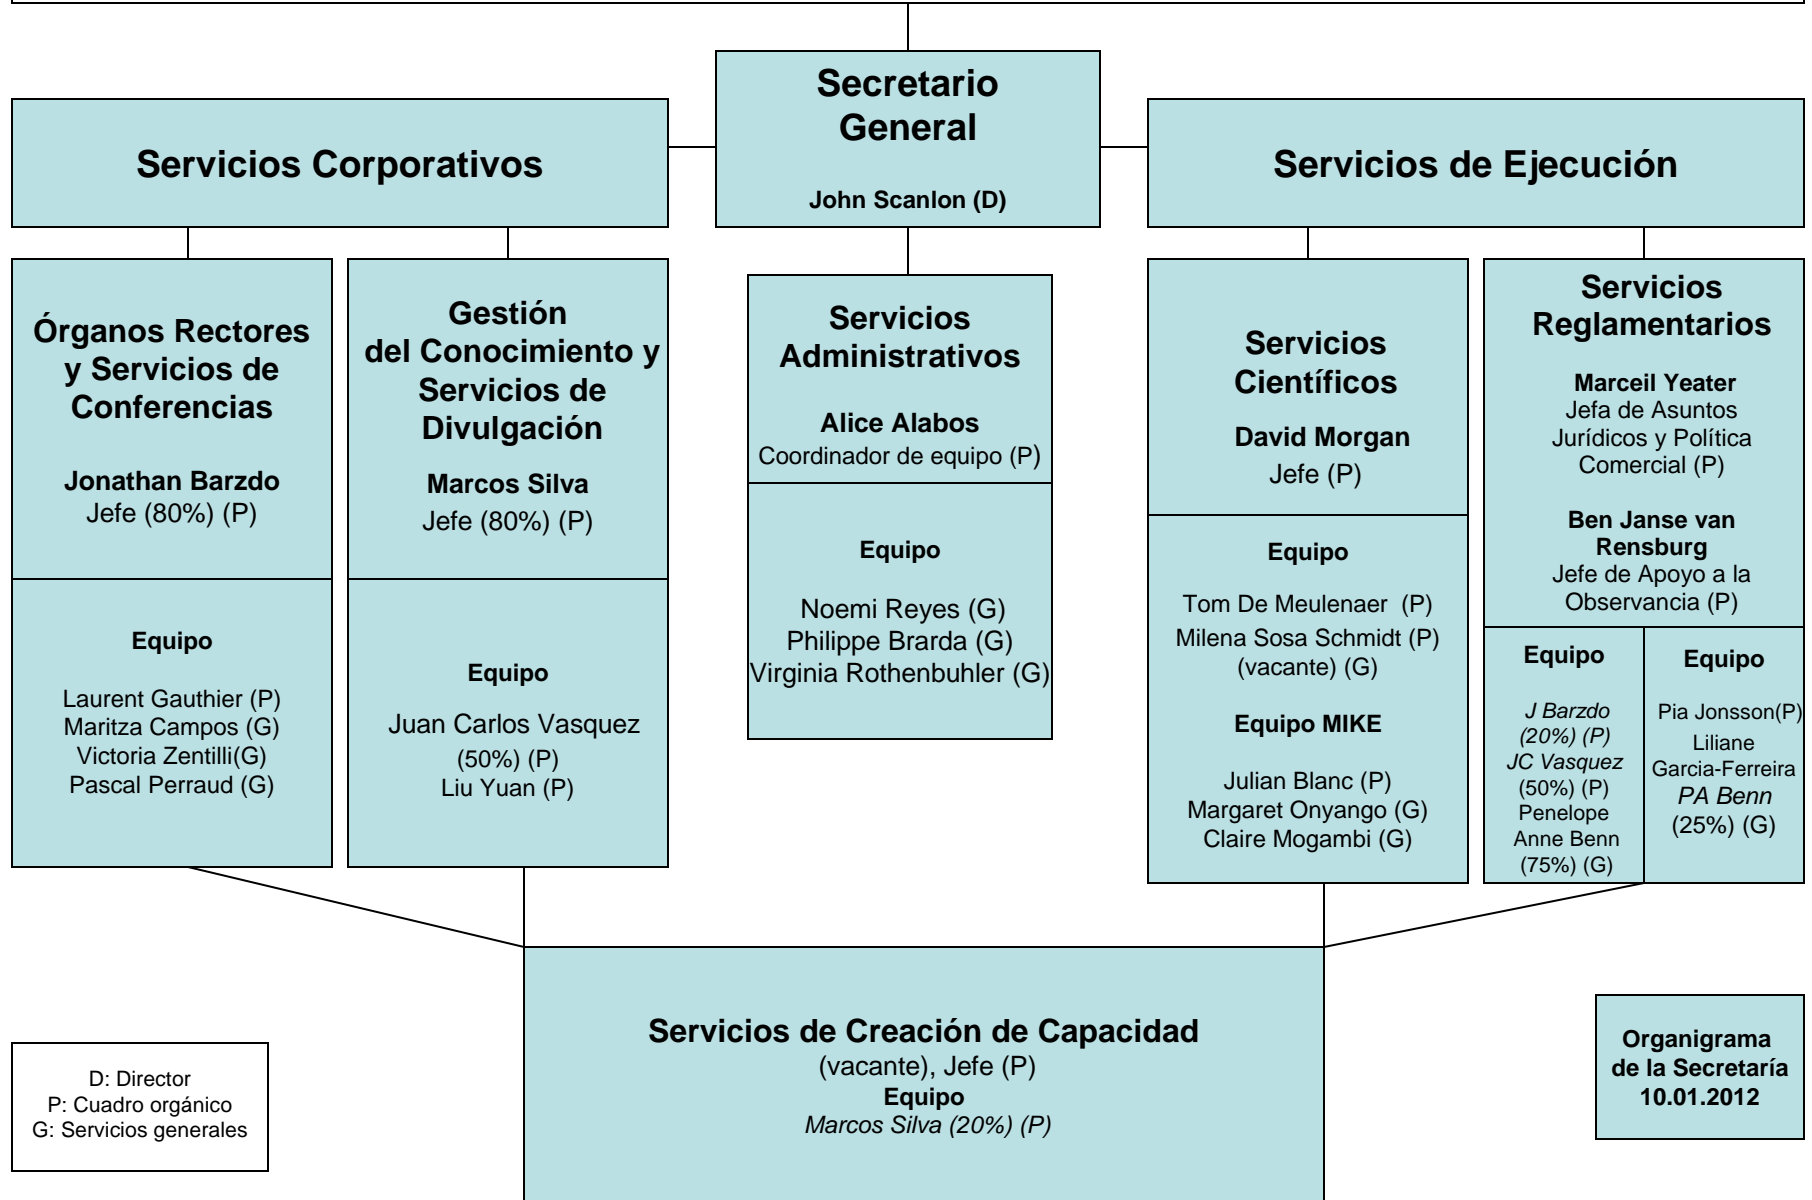 Secretario
General
John Scanlon (D)
Servicios Corporativos
Servicios de Ejecución
Órganos Rectores
y Servicios de
Conferencias
Jonathan Barzdo
Jefe (80%) (P)
Equipo
Laurent Gauthier (P)
Maritza Campos (G)
Victoria Zentilli(G)
Pascal Perraud (G)
Gestión
del Conocimiento y
Servicios de
Divulgación
Marcos Silva
Jefe (80%) (P)
Equipo
Juan Carlos Vasquez
(50%) (P)
Liu Yuan (P)
Servicios
Administrativos
Alice Alabos
Coordinador de equipo (P)
Equipo
Noemi Reyes (G)
Philippe Brarda (G)
Virginia Rothenbuhler (G)
Servicios
Científicos
David Morgan
Jefe (P)
Equipo
Tom De Meulenaer  (P)
Milena Sosa Schmidt (P)
(vacante) (G)
Equipo MIKE
Julian Blanc (P)
Margaret Onyango (G)
Claire Mogambi (G)
Servicios
Reglamentarios
Marceil Yeater
Jefa de Asuntos
Jurídicos y Política
Comercial (P)
Ben Janse van
Rensburg
Jefe de Apoyo a la
Observancia (P)
Equipo
J Barzdo
(20%) (P)
JC Vasquez
(50%) (P)
Penelope
Anne Benn
(75%) (G)
Equipo
Pia Jonsson(P)
Liliane
Garcia-Ferreira
PA Benn
(25%) (G)
Servicios de Creación de Capacidad
(vacante), Jefe (P)
Equipo
Marcos Silva (20%) (P)
D: Director
P: Cuadro orgánico
G: Servicios generales
Organigrama
de la Secretaría
10.01.2012